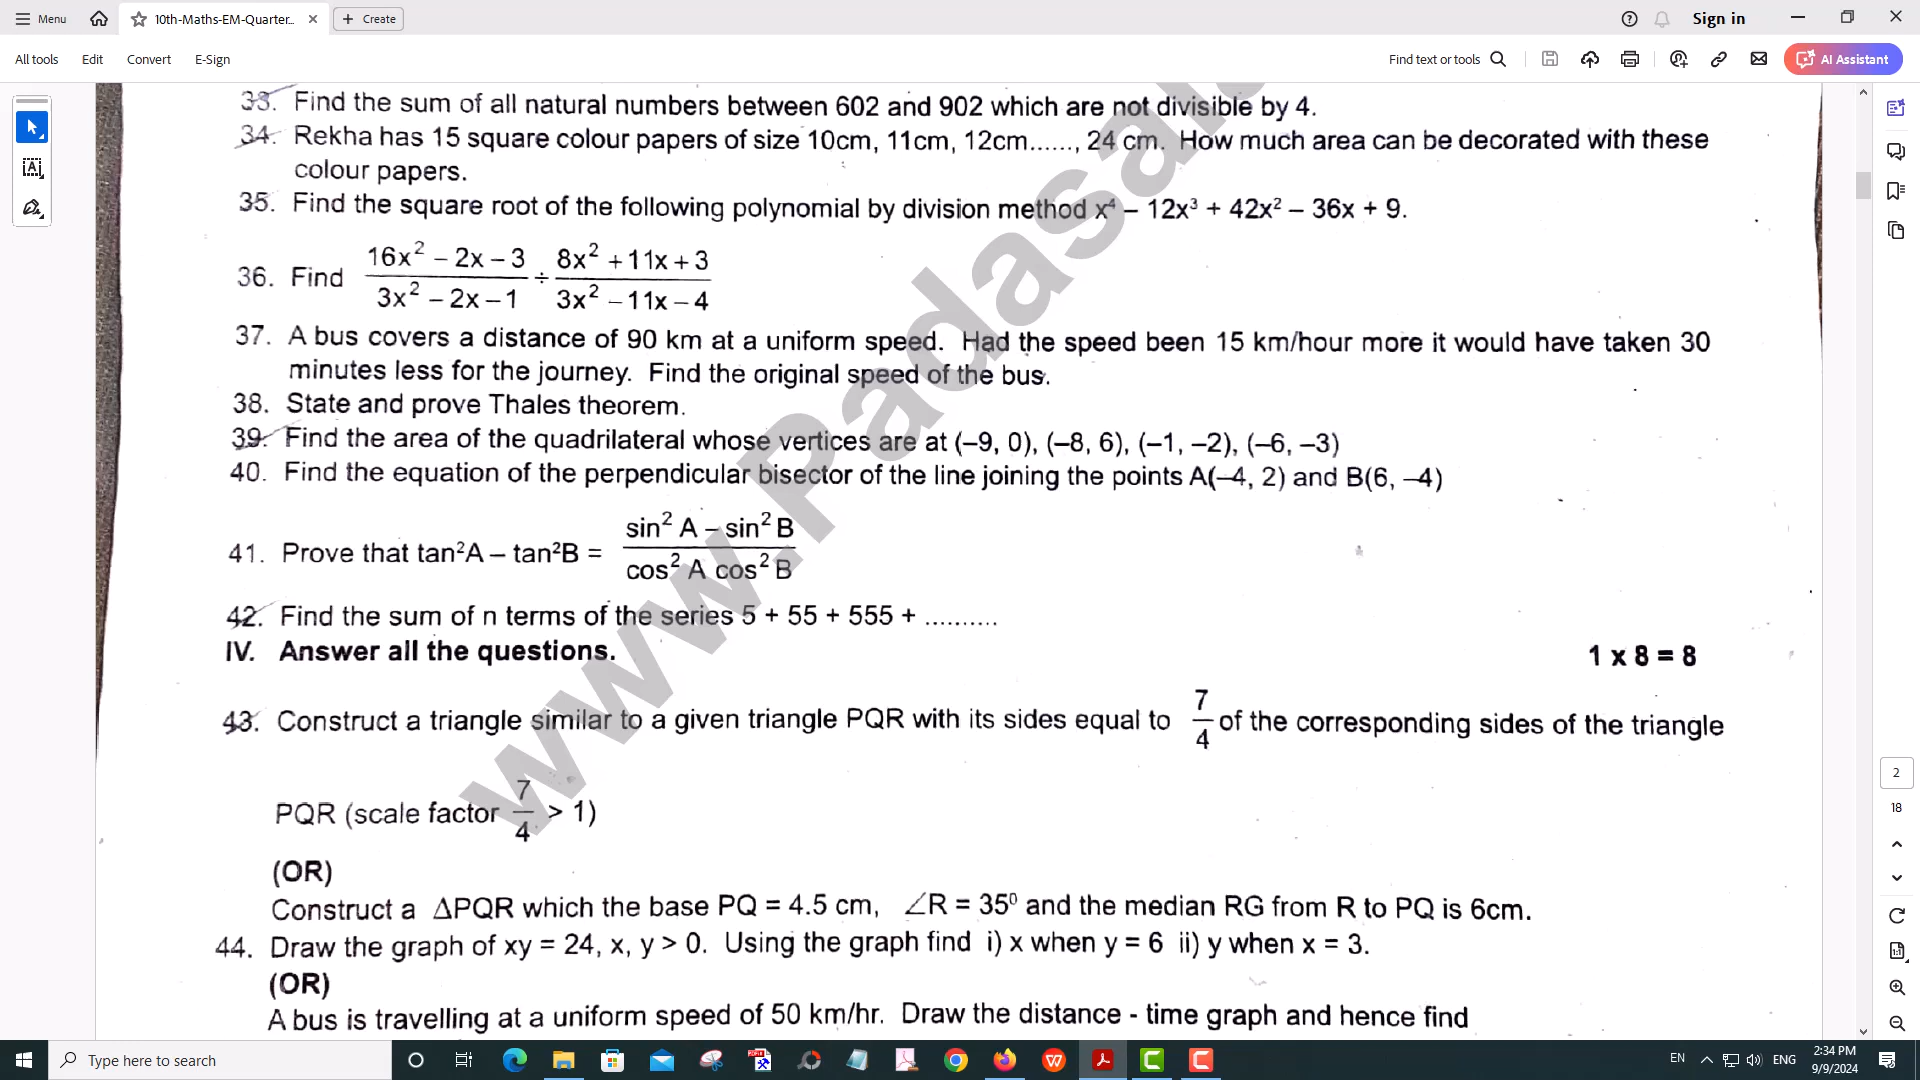 Menu
10th-Maths-EM-Quarter...
Create
Sign in
All tools Edit Convert E-Sign
Find text or tools
AI Assistant
33. Find the sum of all natural numbers between 602 and 902 which are not divisible by 4.
34. Rekha has 15 square colour papers of size 10cm, 11cm, 12cm......, 24 cm. How much area can be decorated with these
colour papers.
35. Find the square root of the following polynomial by division method x⁴ – 12x³ + 42x² – 36x + 9.
36. Find (16x² – 2x – 3)/(3x² – 2x – 1) ÷ (8x² + 11x + 3)/(3x² – 11x – 4)
37. A bus covers a distance of 90 km at a uniform speed. Had the speed been 15 km/hour more it would have taken 30
minutes less for the journey. Find the original speed of the bus.
38. State and prove Thales theorem.
39. Find the area of the quadrilateral whose vertices are at (–9, 0), (–8, 6), (–1, –2), (–6, –3)
40. Find the equation of the perpendicular bisector of the line joining the points A(–4, 2) and B(6, –4)
41. Prove that tan²A – tan²B = (sin² A – sin² B)/(cos² A cos² B)
42. Find the sum of n terms of the series 5 + 55 + 555 + ..........
IV. Answer all the questions. 1 x 8 = 8
43. Construct a triangle similar to a given triangle PQR with its sides equal to 7/4 of the corresponding sides of the triangle
PQR (scale factor 7/4 > 1)
(OR)
Construct a ΔPQR which the base PQ = 4.5 cm, ∠R = 35⁰ and the median RG from R to PQ is 6cm.
44. Draw the graph of xy = 24, x, y > 0. Using the graph find i) x when y = 6 ii) y when x = 3.
(OR)
A bus is travelling at a uniform speed of 50 km/hr. Draw the distance - time graph and hence find
www.Padasala
2
18
Type here to search
EN
ENG
2:34 PM
9/9/2024